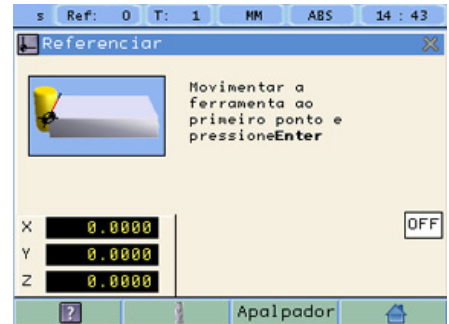 s Ref: 0 T: 1 MM ABS 14 : 43
Referenciar
Movimentar a
ferramenta ao
primeiro ponto e
pressioneEnter
X 0.0000
OFF
Y 0.0000
Z 0.0000
? Apalpador